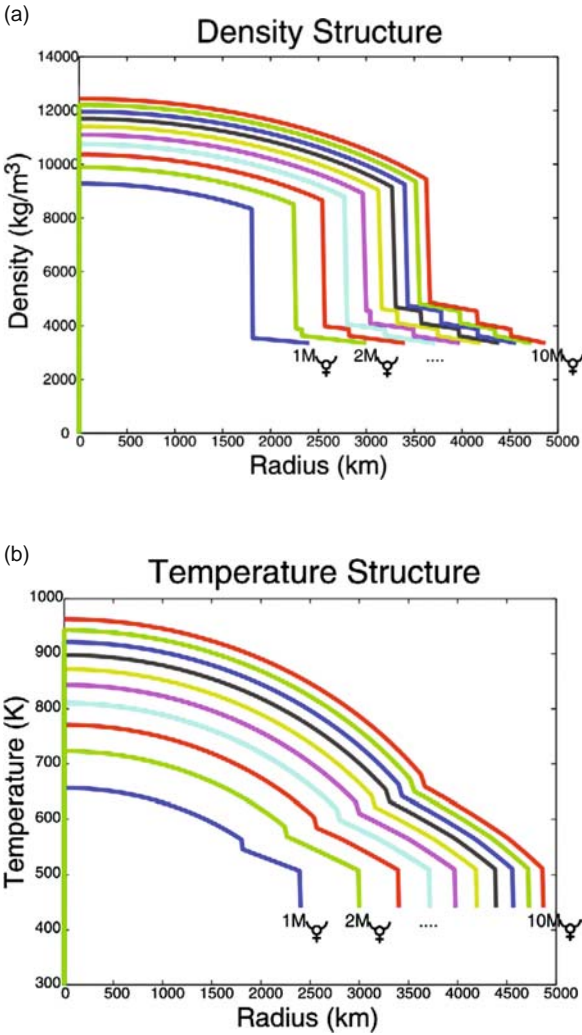 (a)
Density Structure
14000
12000
10000
8000
6000
4000
2000
0
Density (kg/m³)
1M☿ 2M☿ .... 10M☿
0 500 1000 1500 2000 2500 3000 3500 4000 4500 5000
Radius (km)
(b)
Temperature Structure
1000
900
800
700
600
500
400
300
Temperature (K)
1M☿ 2M☿ .... 10M☿
0 500 1000 1500 2000 2500 3000 3500 4000 4500 5000
Radius (km)